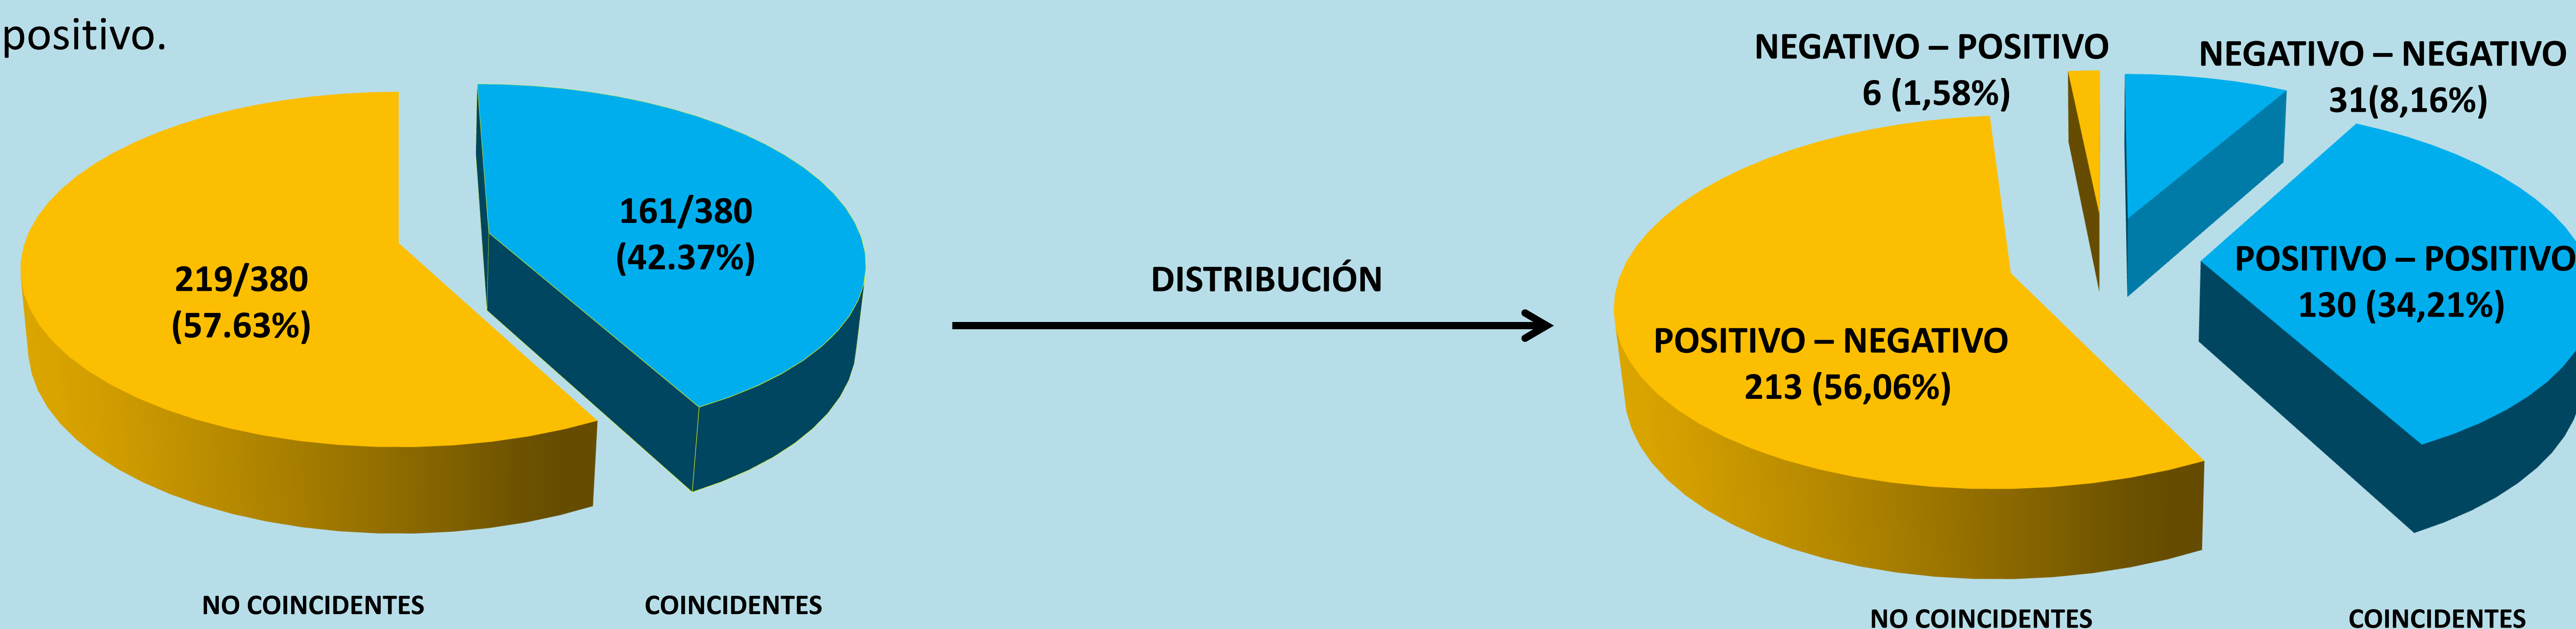 positivo.
219/380
(57.63%)
161/380
(42.37%)
NO COINCIDENTES
COINCIDENTES
DISTRIBUCIÓN
NEGATIVO – POSITIVO
6 (1,58%)
NEGATIVO – NEGATIVO
31(8,16%)
POSITIVO – POSITIVO
130 (34,21%)
POSITIVO – NEGATIVO
213 (56,06%)
NO COINCIDENTES
COINCIDENTES